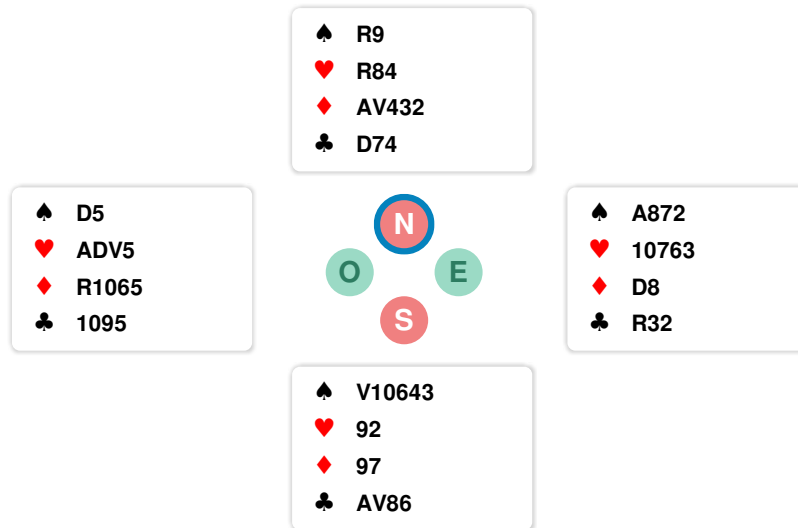 ♠ R9
♥ R84
♦ AV432
♣ D74
♠ D5
♥ ADV5
♦ R1065
♣ 1095
N
O E
S
♠ A872
♥ 10763
♦ D8
♣ R32
♠ V10643
♥ 92
♦ 97
♣ AV86